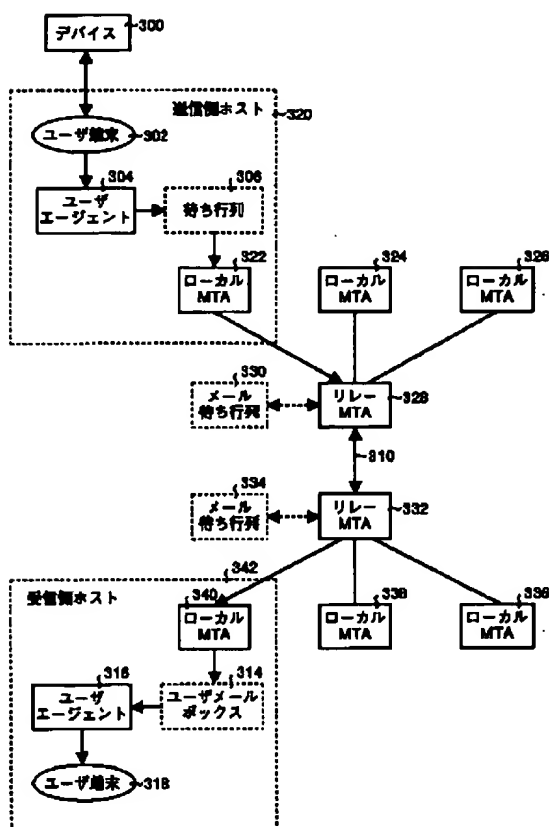 デバイス
300
送信側ホスト
320
ユーザ端末
302
304
306
ユーザ
エージェント
待ち行列
322
324
326
ローカル
MTA
ローカル
MTA
ローカル
MTA
330
メール
待ち行列
リレー
MTA
328
310
334
メール
待ち行列
リレー
MTA
332
342
受信側ホスト
340
338
336
ローカル
MTA
ローカル
MTA
ローカル
MTA
316
314
ユーザ
エージェント
ユーザメール
ボックス
ユーザ端末
318